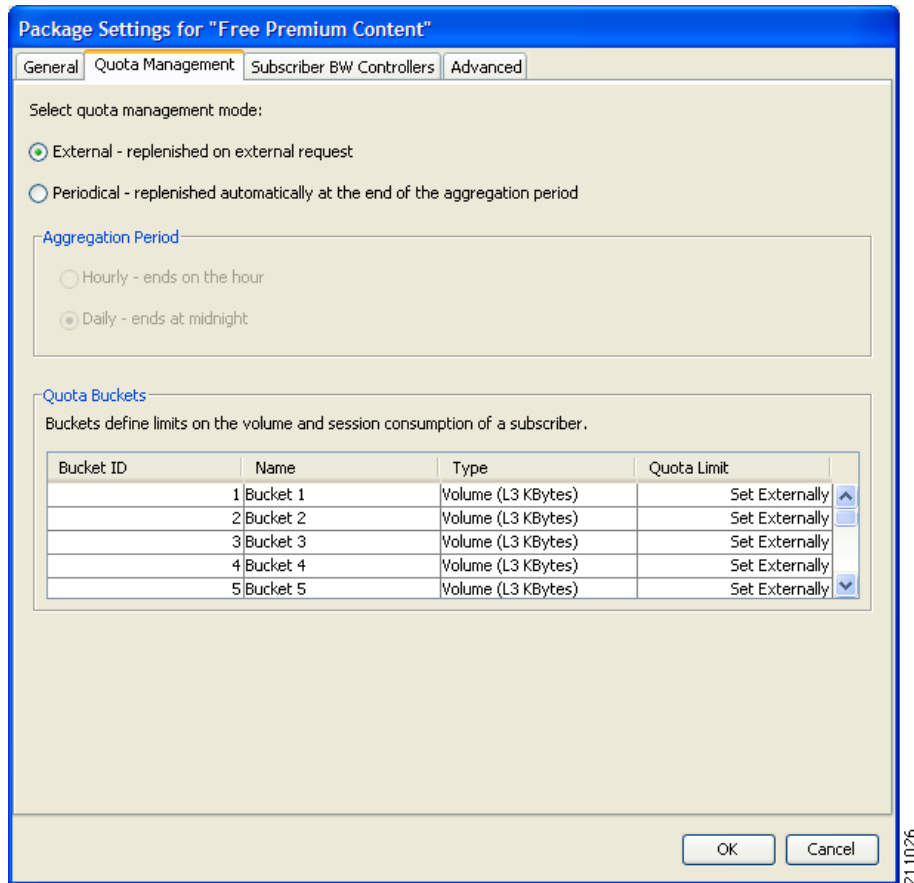 Package Settings for "Free Premium Content"
General Quota Management Subscriber BW Controllers Advanced
Select quota management mode:
External - replenished on external request
Periodical - replenished automatically at the end of the aggregation period
Aggregation Period
Hourly - ends on the hour
Daily - ends at midnight
Quota Buckets
Buckets define limits on the volume and session consumption of a subscriber.
Bucket ID Name Type Quota Limit
1 Bucket 1 Volume (L3 KBytes) Set Externally
2 Bucket 2 Volume (L3 KBytes) Set Externally
3 Bucket 3 Volume (L3 KBytes) Set Externally
4 Bucket 4 Volume (L3 KBytes) Set Externally
5 Bucket 5 Volume (L3 KBytes) Set Externally
OK Cancel
211026